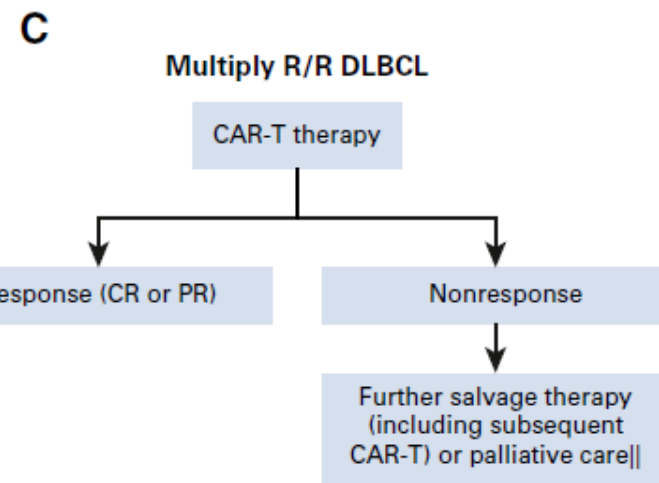 C
Multiply R/R DLBCL
CAR-T therapy
esponse (CR or PR)
Nonresponse
Further salvage therapy
(including subsequent
CAR-T) or palliative care||